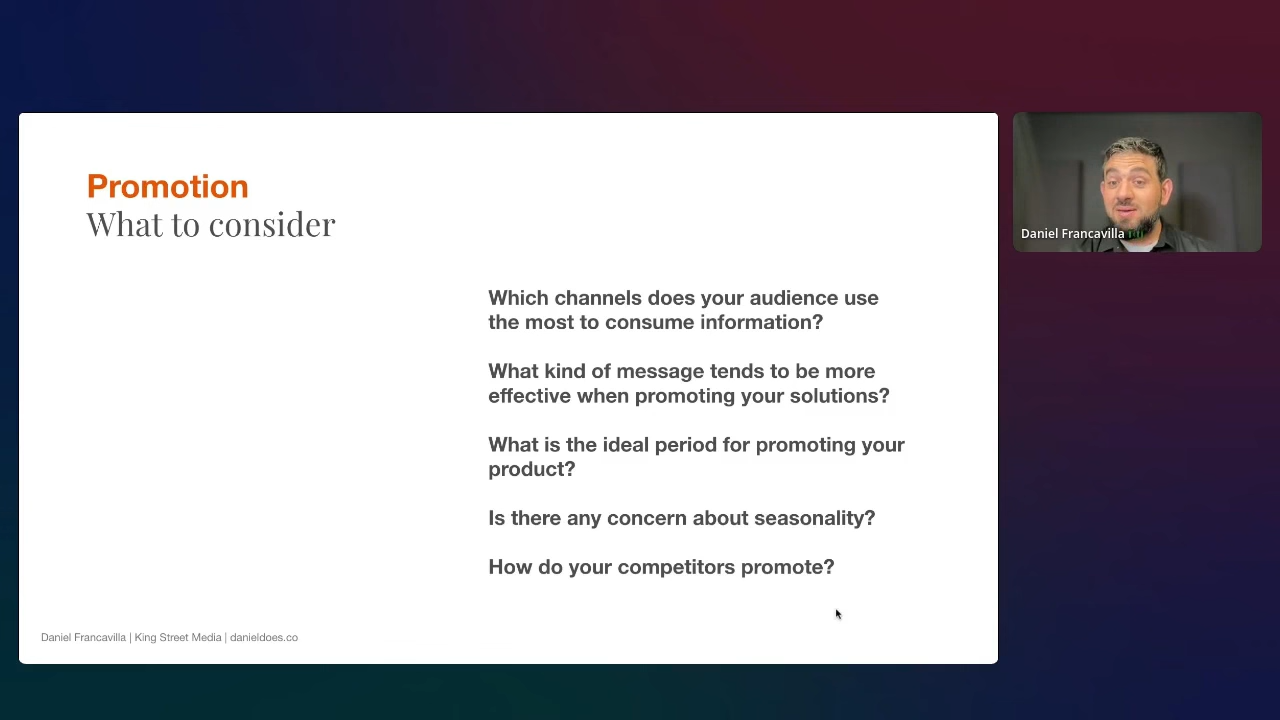 Promotion
What to consider
Which channels does your audience use
the most to consume information?
What kind of message tends to be more
effective when promoting your solutions?
What is the ideal period for promoting your
product?
Is there any concern about seasonality?
How do your competitors promote?
Daniel Francavilla | King Street Media | danieldoes.co
Daniel Francavilla